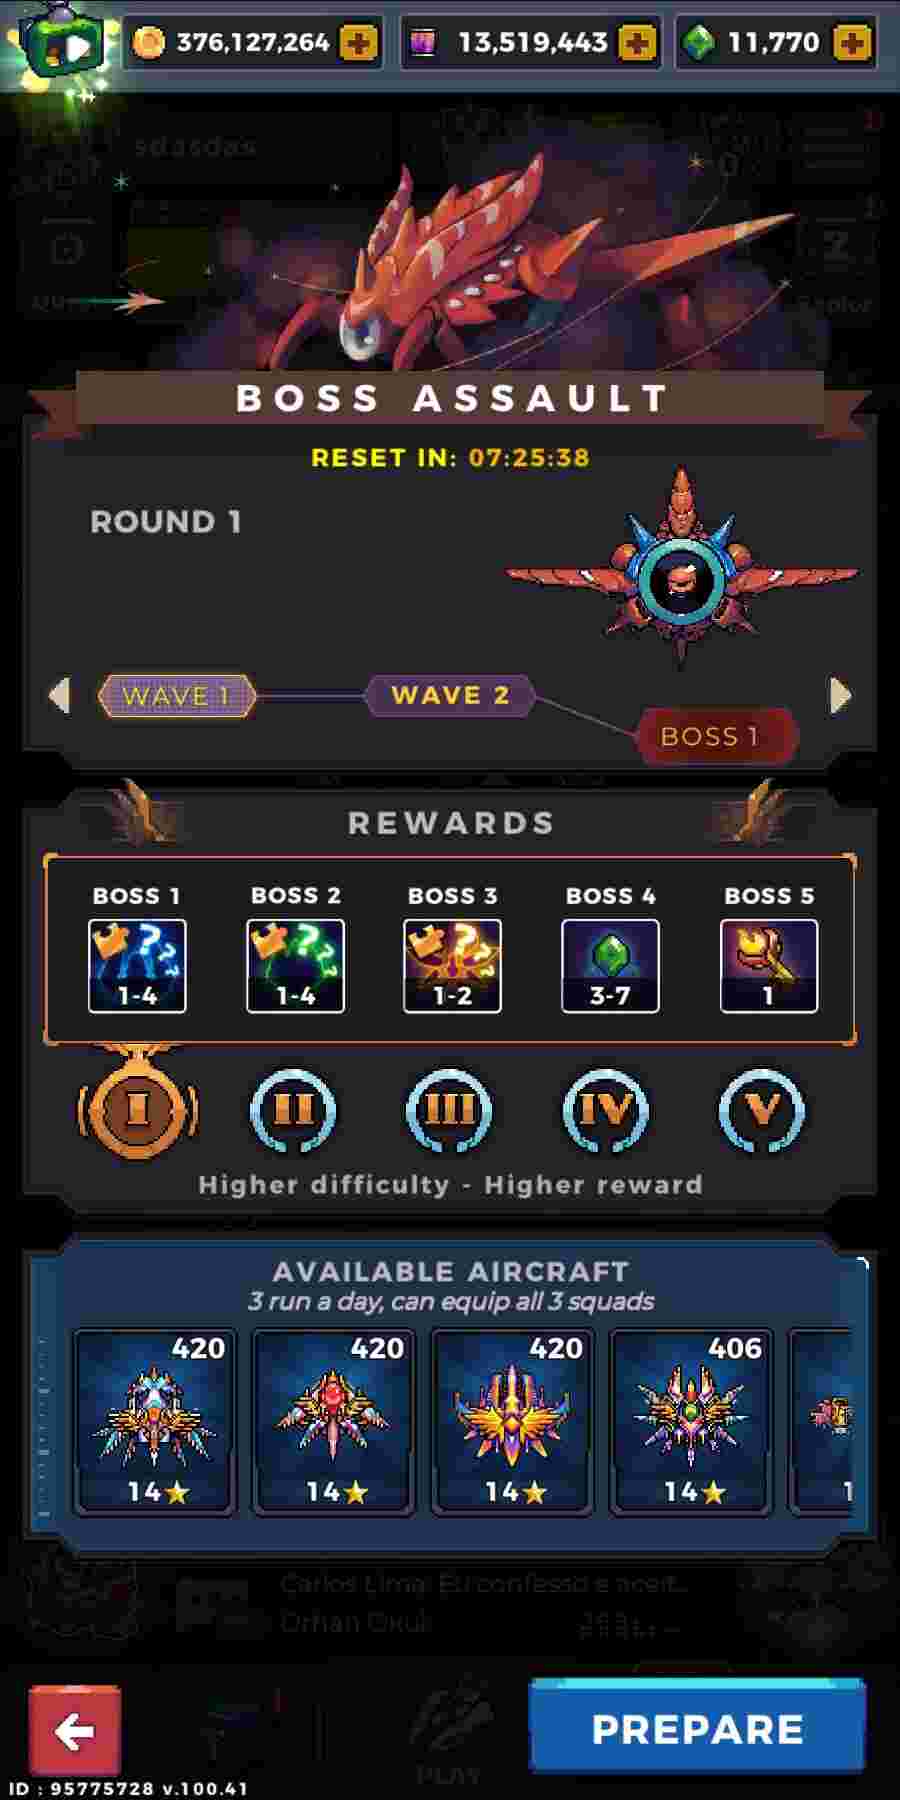 376,127,264
13,519,443
11,770
sdasdas
0
2
BOSS ASSAULT
RESET IN: 07:25:38
ROUND 1
WAVE 1
WAVE 2
BOSS 1
REWARDS
BOSS 1 BOSS 2 BOSS 3 BOSS 4 BOSS 5
1-4 1-4 1-2 3-7 1
I II III IV V
Higher difficulty - Higher reward
AVAILABLE AIRCRAFT
3 run a day, can equip all 3 squads
420 420 420 406
14 14 14 14 1
Carlos Lima: Eu confesso e aceit..
Orhan Okul:
PREPARE
PLAY
ID : 95775728 v.100.41